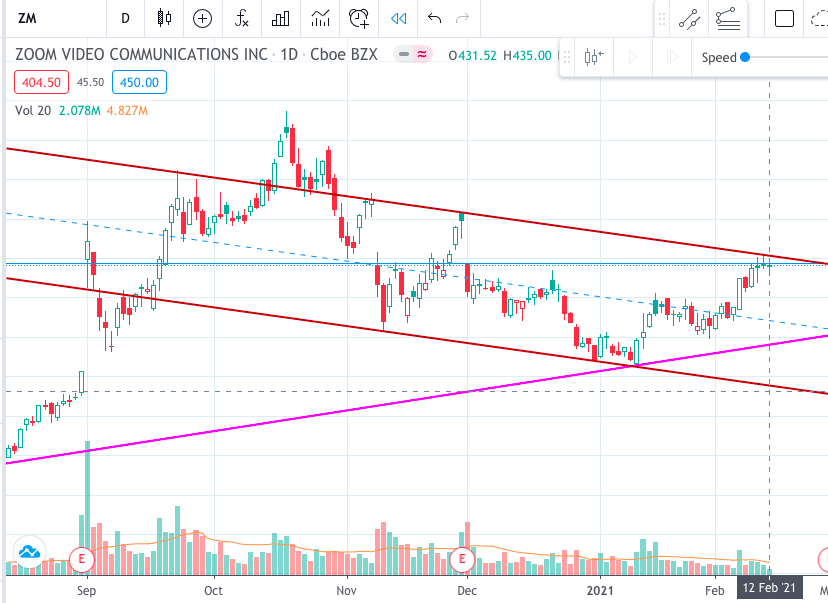 ZM D
ZOOM VIDEO COMMUNICATIONS INC · 1D · Cboe BZX O431.52 H435.00
Speed
404.50 45.50 450.00
Vol 20 2.078M 4.827M
E E
Sep Oct Nov Dec 2021 Feb 12 Feb '21